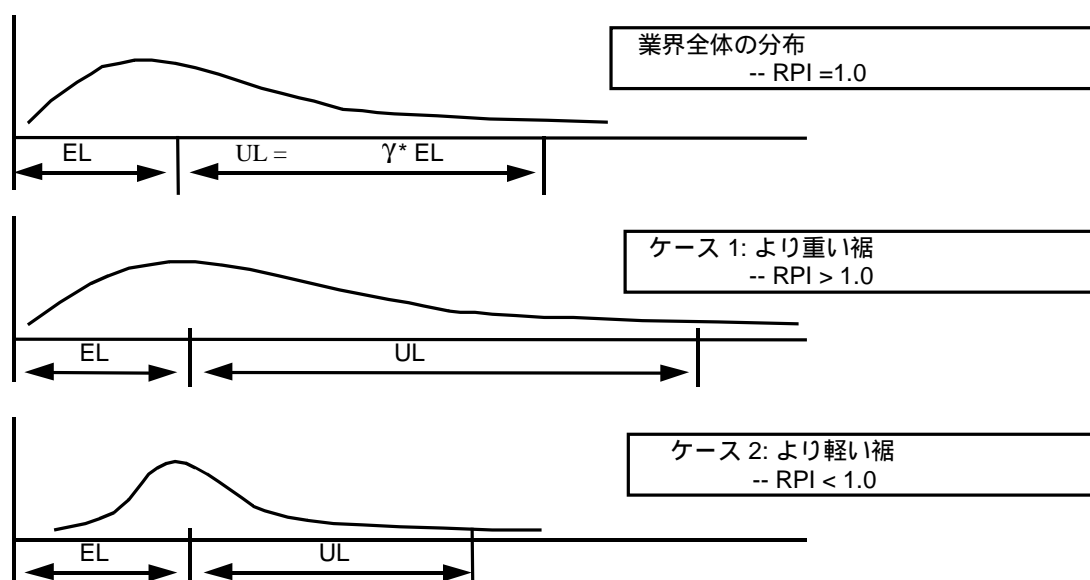 業界全体の分布
-- RPI =1.0
EL
UL = γ* EL
ケース 1: より重い裾
-- RPI > 1.0
EL
UL
ケース 2: より軽い裾
-- RPI < 1.0
EL
UL